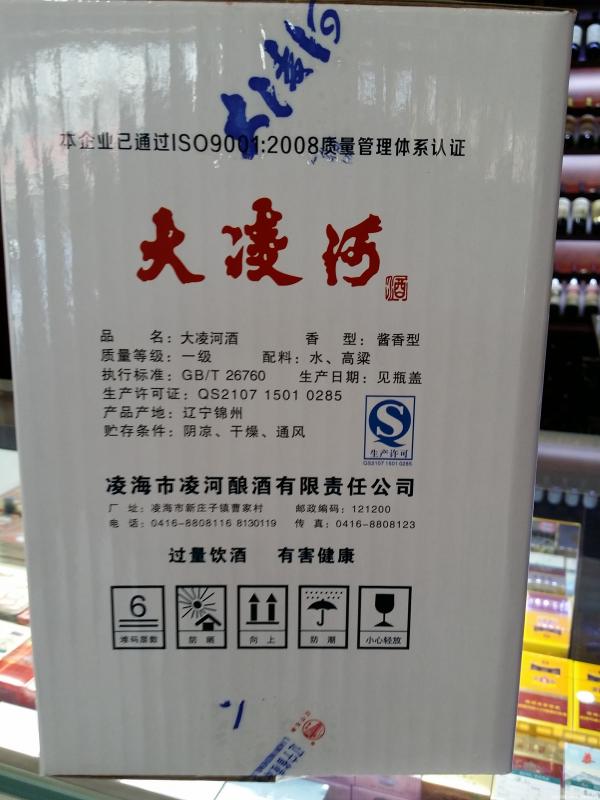 大凌河
本企业已通过ISO9001:2008质量管理体系认证
大凌河
酒
品 名：大凌河酒 香 型：酱香型
质量等级：一级 配料：水、高粱
执行标准：GB/T 26760 生产日期：见瓶盖
生产许可证：QS2107 1501 0285
产品产地：辽宁锦州
贮存条件：阴凉、干燥、通风
生产许可
QS2107 1501 0285
凌海市凌河酿酒有限责任公司
厂 址：凌海市新庄子镇曹家村 邮政编码：121200
电 话：0416-8808116 8130119 传 真：0416-8808123
过量饮酒 有害健康
6
堆码层数 防晒 向上 防潮 小心轻放